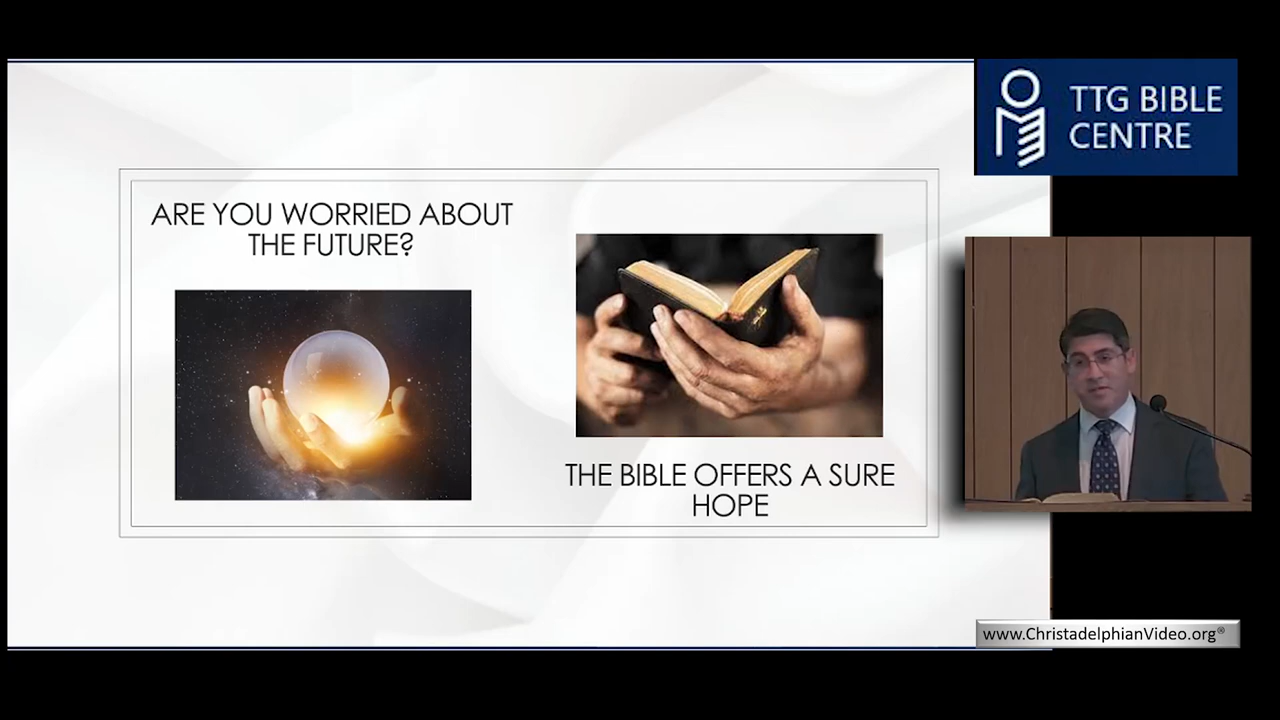 ARE YOU WORRIED ABOUT
THE FUTURE?
THE BIBLE OFFERS A SURE
HOPE
TTG BIBLE
CENTRE
www.ChristadelphianVideo.org®